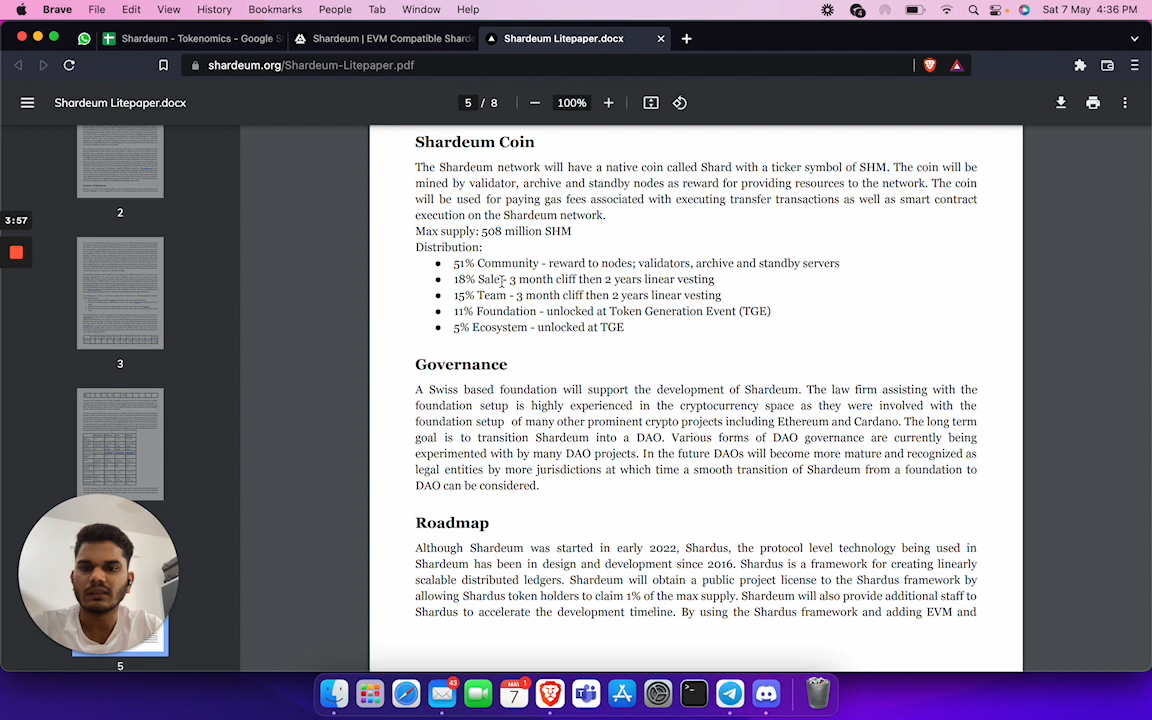 Brave File Edit View History Bookmarks People Tab Window Help 4 Sat 7 May 4:36 PM
Shardeum - Tokenomics - Google S Shardeum | EVM Compatible Shard Shardeum Litepaper.docx
shardeum.org/Shardeum-Litepaper.pdf
Shardeum Litepaper.docx 5 / 8 100%
Shardeum Coin
The Shardeum network will have a native coin called Shard with a ticker symbol of SHM. The coin will be
mined by validator, archive and standby nodes as reward for providing resources to the network. The coin
will be used for paying gas fees associated with executing transfer transactions as well as smart contract
execution on the Shardeum network.
Max supply: 508 million SHM
Distribution:
51% Community - reward to nodes; validators, archive and standby servers
18% Sale - 3 month cliff then 2 years linear vesting
15% Team - 3 month cliff then 2 years linear vesting
11% Foundation - unlocked at Token Generation Event (TGE)
5% Ecosystem - unlocked at TGE
Governance
A Swiss based foundation will support the development of Shardeum. The law firm assisting with the
foundation setup is highly experienced in the cryptocurrency space as they were involved with the
foundation setup of many other prominent crypto projects including Ethereum and Cardano. The long term
goal is to transition Shardeum into a DAO. Various forms of DAO governance are currently being
experimented with by many DAO projects. In the future DAOs will become more mature and recognized as
legal entities by more jurisdictions at which time a smooth transition of Shardeum from a foundation to
DAO can be considered.
Roadmap
Although Shardeum was started in early 2022, Shardus, the protocol level technology being used in
Shardeum has been in design and development since 2016. Shardus is a framework for creating linearly
scalable distributed ledgers. Shardeum will obtain a public project license to the Shardus framework by
allowing Shardus token holders to claim 1% of the max supply. Shardeum will also provide additional staff to
Shardus to accelerate the development timeline. By using the Shardus framework and adding EVM and
2
3
5
3:57
43
MAY 1
7